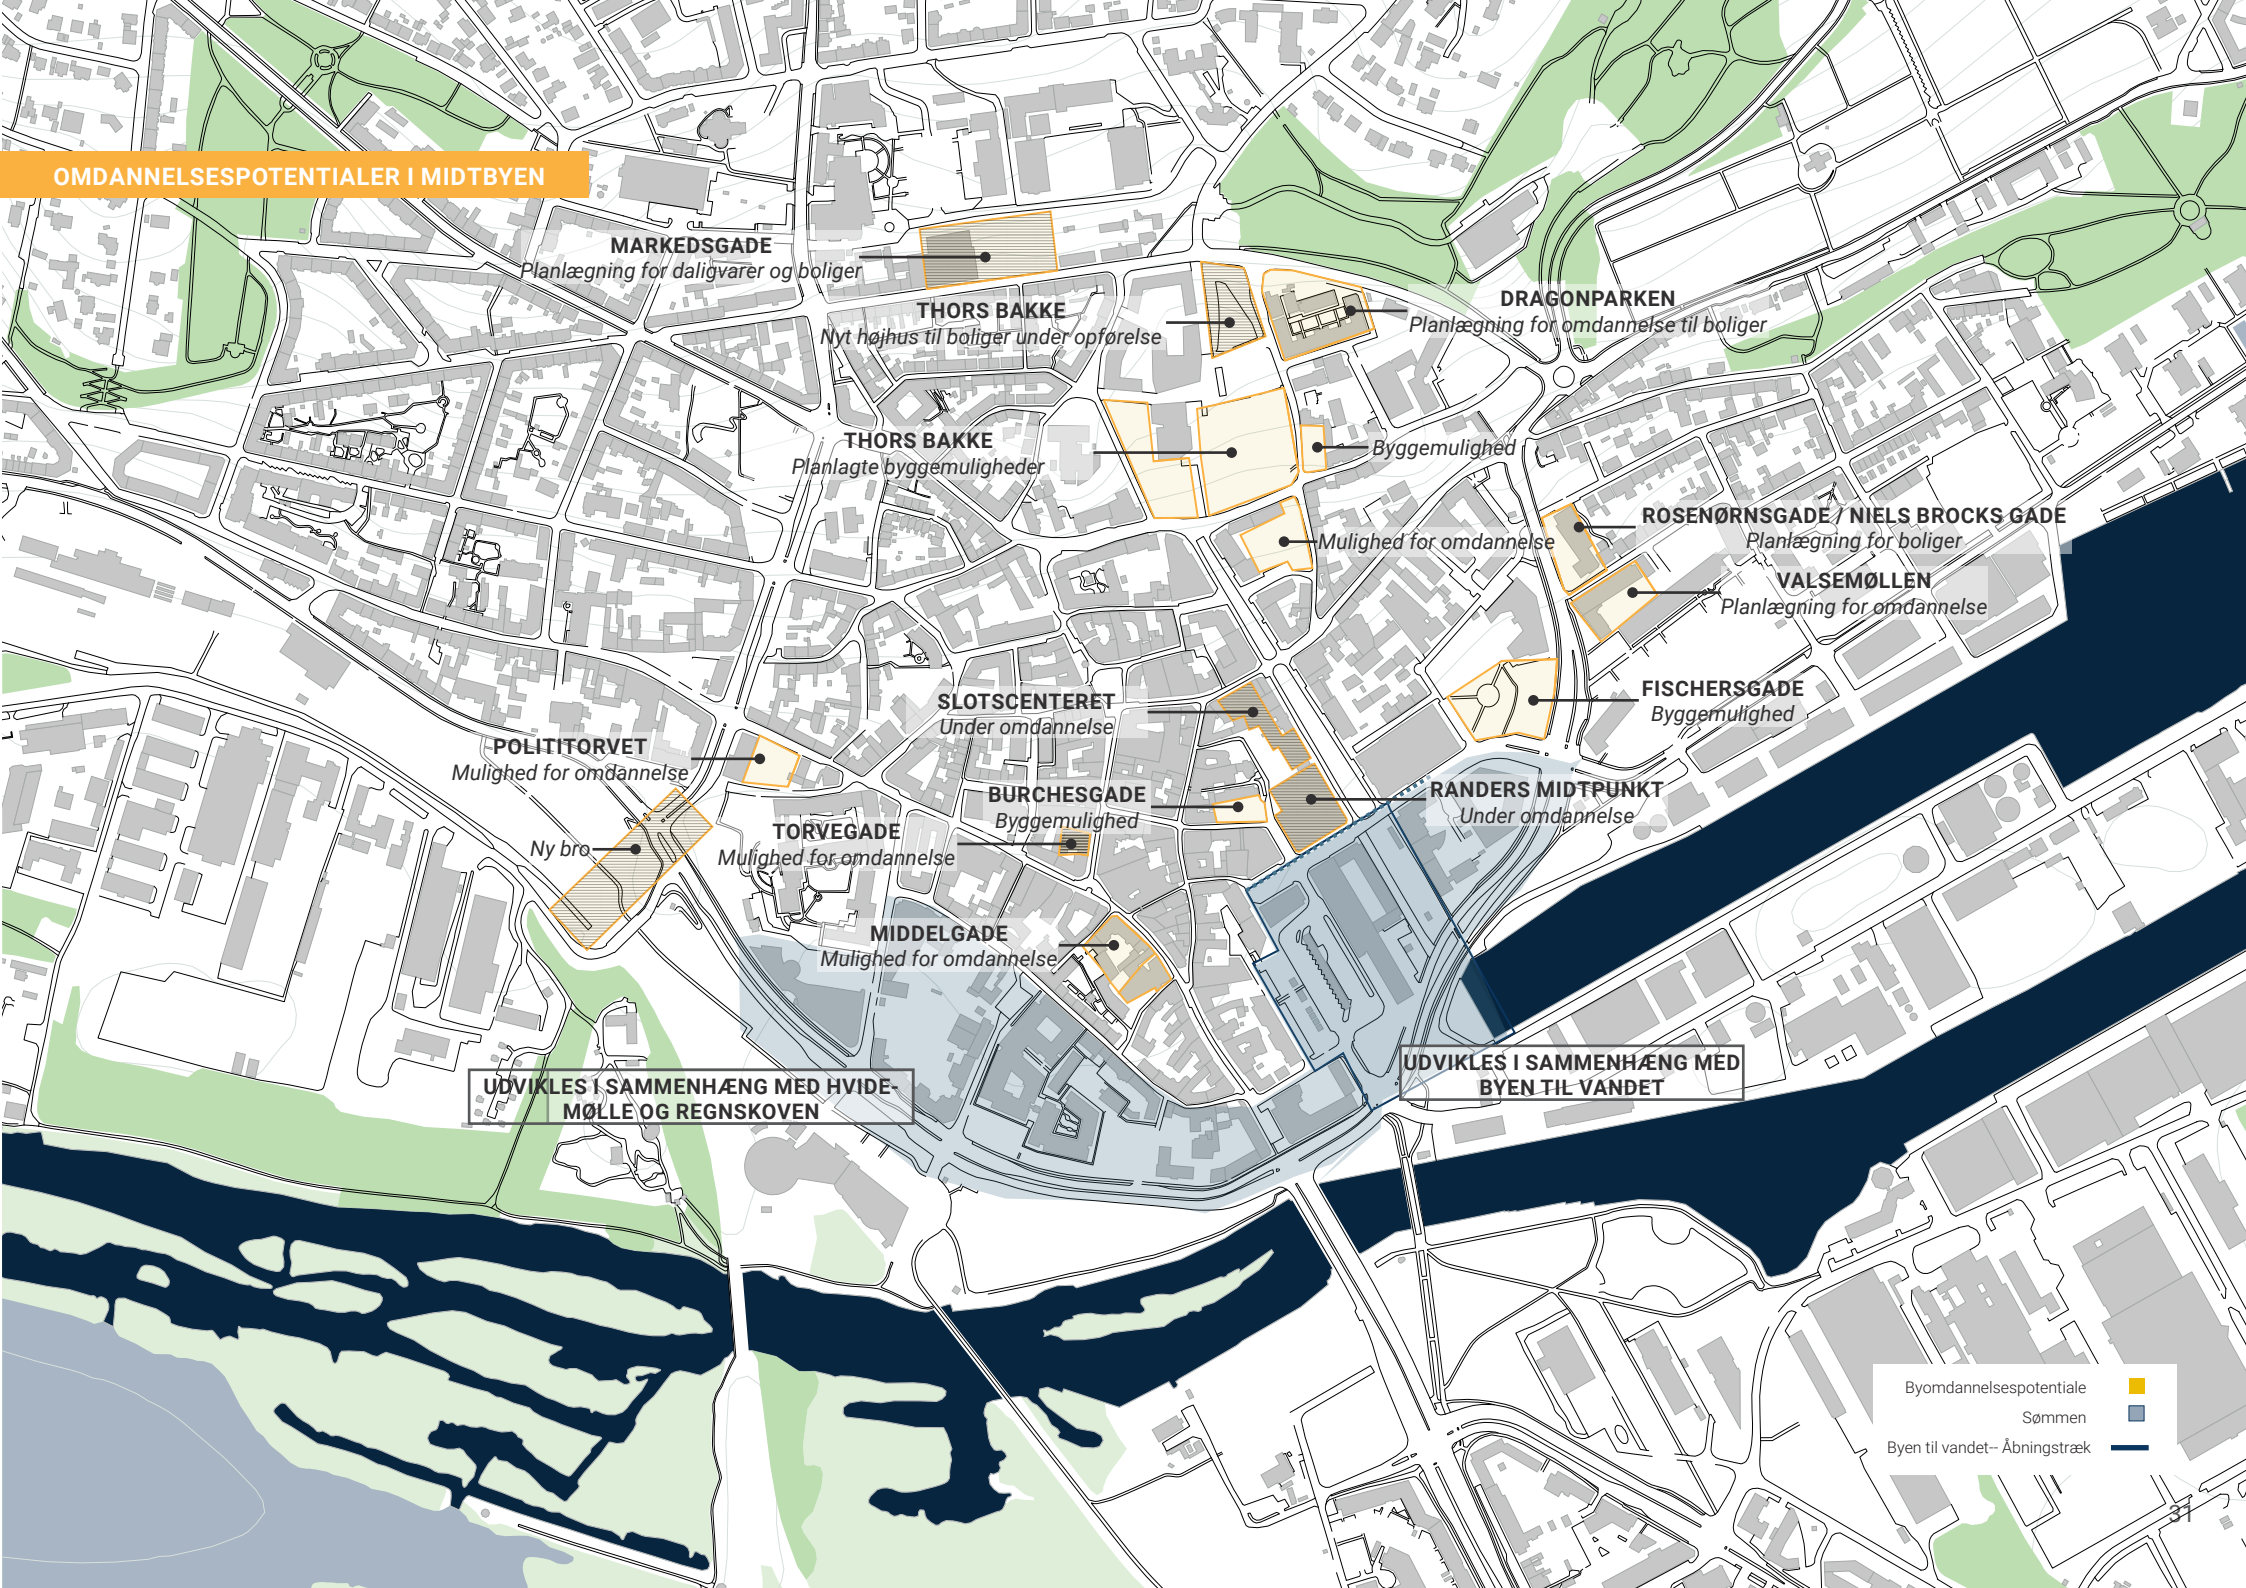 OMDANNELSESPOTENTIALER I MIDTBYEN
MARKEDSGADE
Planlægning for daligvarer og boliger
THORS BAKKE
Nyt højhus til boliger under opførelse
DRAGONPARKEN
Planlægning for omdannelse til boliger
THORS BAKKE
Planlagte byggemuligheder
Byggemulighed
ROSENØRNSGADE / NIELS BROCKS GADE
Planlægning for boliger
Mulighed for omdannelse
VALSEMØLLEN
Planlægning for omdannelse
SLOTSCENTERET
Under omdannelse
FISCHERSGADE
Byggemulighed
POLITITORVET
Mulighed for omdannelse
BURCHESGADE
Byggemulighed
RANDERS MIDTPUNKT
Under omdannelse
TORVEGADE
Mulighed for omdannelse
Ny bro
MIDDELGADE
Mulighed for omdannelse
UDVIKLES I SAMMENHÆNG MED
BYEN TIL VANDET
UDVIKLES I SAMMENHÆNG MED HVIDE-
MØLLE OG REGNSKOVEN
Byomdannelsespotentiale
Sømmen
Byen til vandet-- Åbningstræk
31